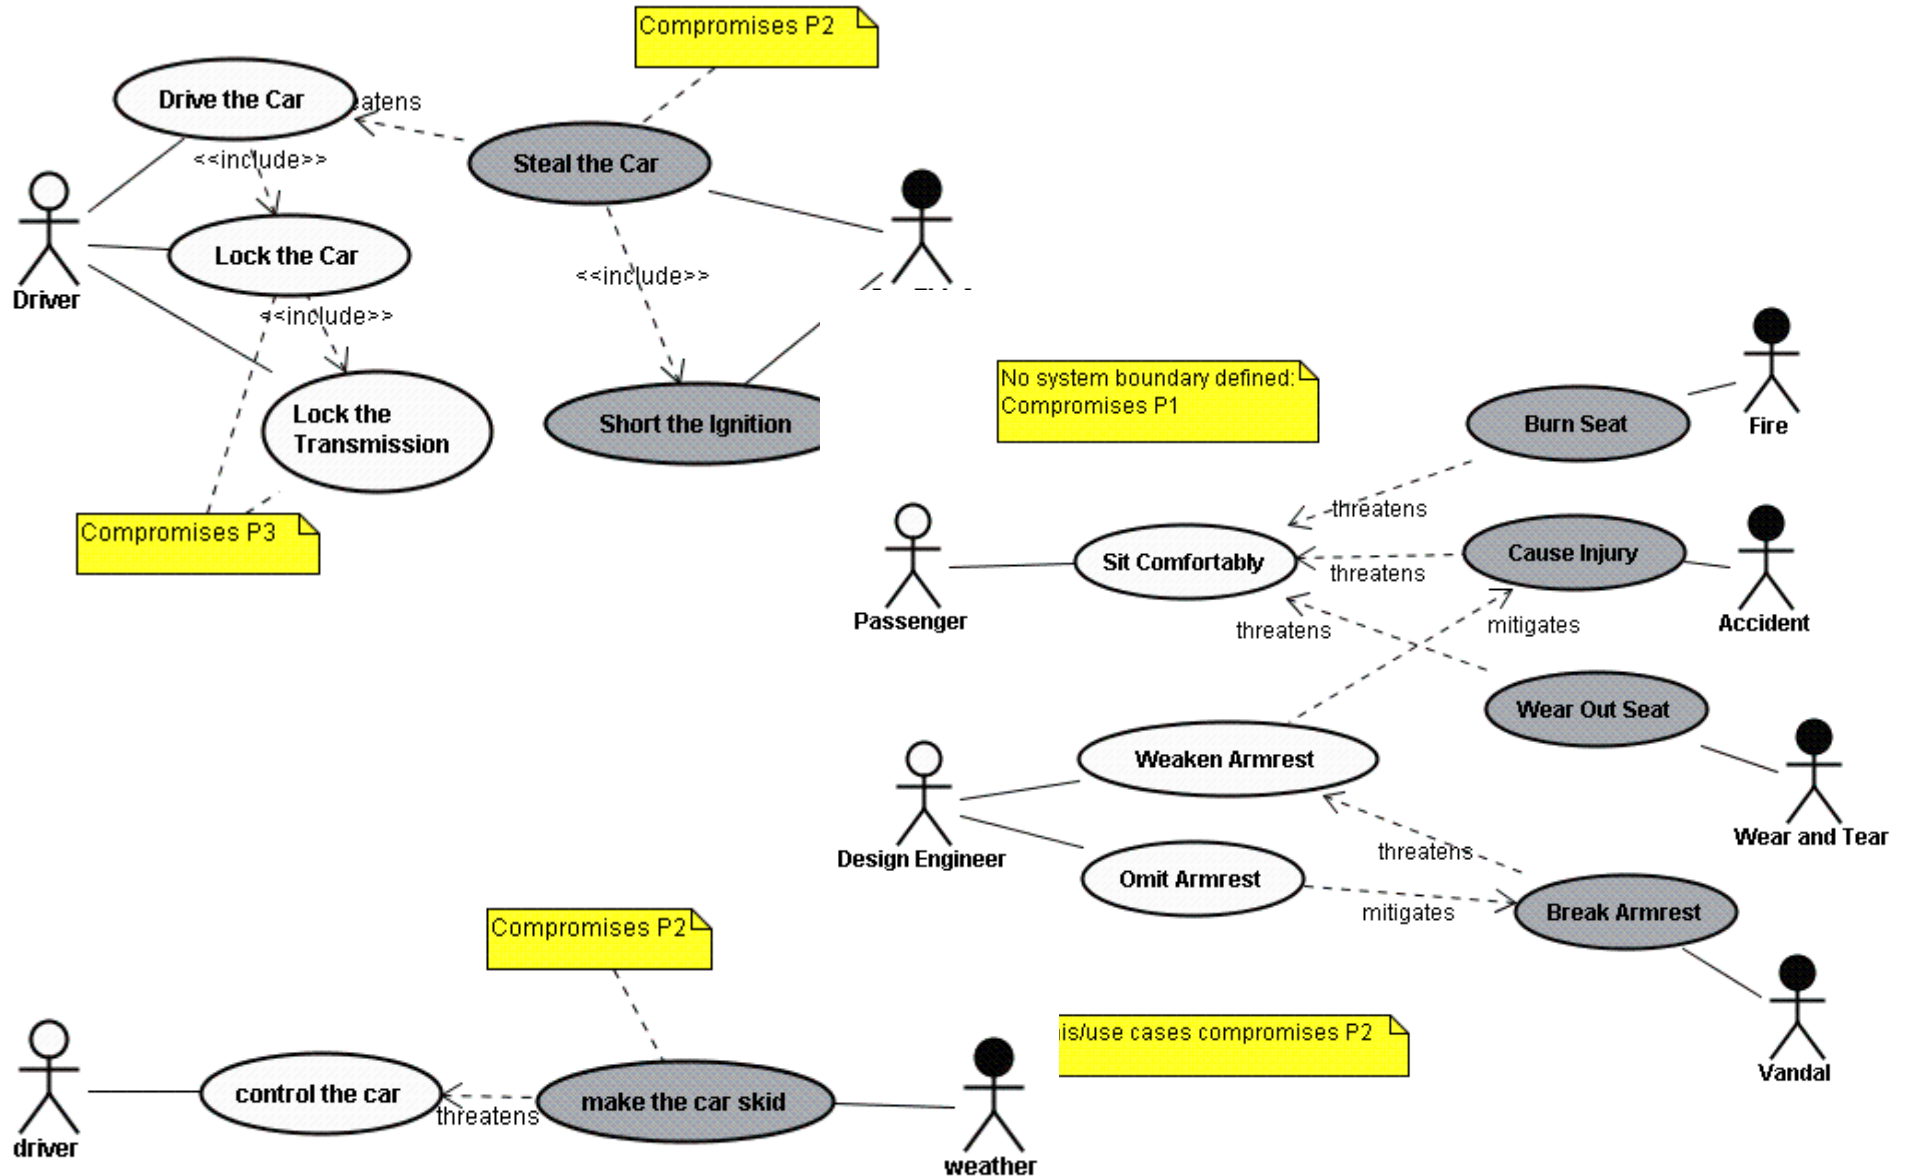 Compromises P2
Drive the Car
eatens
<<include>>
Steal the Car
Lock the Car
<<include>>
Driver
<<include>>
Lock the
Transmission
Short the Ignition
Compromises P3
No system boundary defined:
Compromises P1
Burn Seat
Fire
threatens
Sit Comfortably
Cause Injury
threatens
Passenger
Accident
threatens
mitigates
Wear Out Seat
Weaken Armrest
Wear and Tear
Design Engineer
threatens
Omit Armrest
mitigates
Break Armrest
Vandal
Compromises P2
is/use cases compromises P2
control the car
threatens
make the car skid
driver
weather